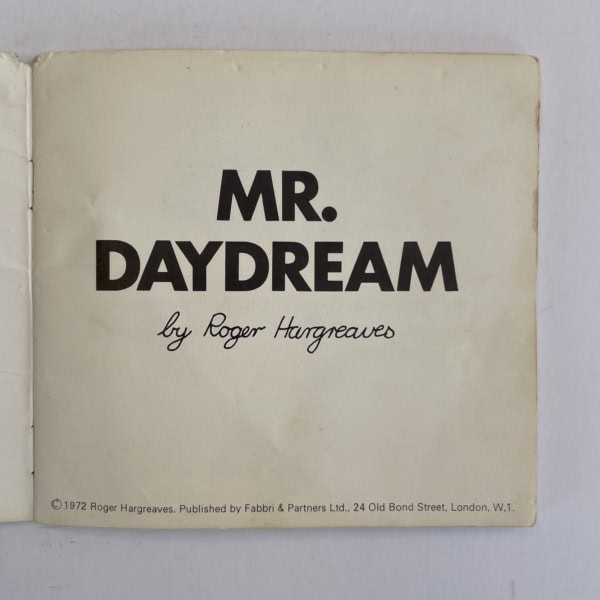 MR.
DAYDREAM
by Roger Hargreaves
©1972 Roger Hargreaves. Published by Fabbri & Partners Ltd., 24 Old Bond Street, London, W,1.